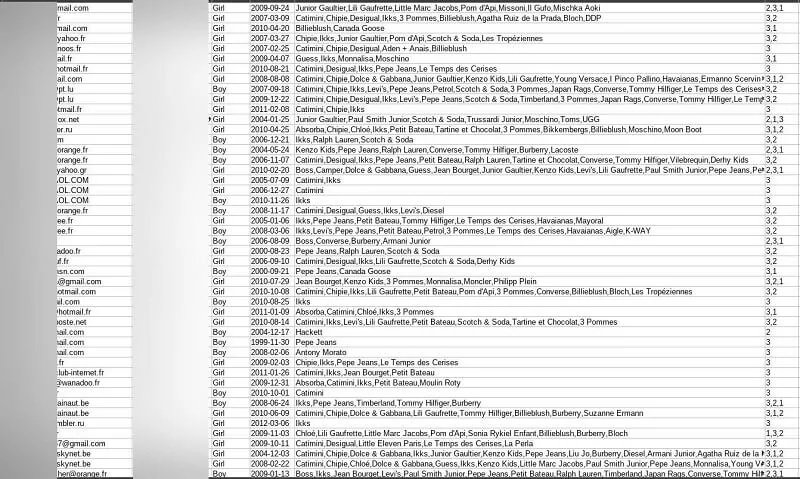 mail.com Girl 2009-09-24 Junior Gaultier,Lili Gaufrette,Little Marc Jacobs,Pom d'Api,Missoni,Il Gufo,Mischka Aoki 2,3,1
fr Girl 2007-03-09 Catimini,Chipie,Desigual,Ikks,3 Pommes,Billieblush,Agatha Ruiz de la Prada,Bloch,DDP 3,2
mail.com Girl 2010-04-20 Billieblush,Canada Goose 3,1
yahoo.fr Girl 2007-03-27 Chipie,Ikks,Junior Gaultier,Pom d'Api,Scotch & Soda,Les Tropéziennes 3,2
noos.fr Girl 2007-02-25 Catimini,Desigual,Aden + Anais,Billieblush 3
ail.fr Girl 2009-04-07 Guess,Ikks,Monnalisa,Moschino 3,1
otmail.fr Girl 2010-08-21 Catimini,Desigual,Ikks,Pepe Jeans,Le Temps des Cerises 3
ail.com Girl 2008-08-08 Catimini,Desigual,Dolce & Gabbana,Junior Gaultier,Kenzo Kids,Lili Gaufrette,Young Versace,I Pinco Pallino,Havaianas,Ermanno Scervin 3,1,2
pt.lu Boy 2007-09-18 Catimini,Chipie,Ikks,Levi's,Pepe Jeans,Petrol,Scotch & Soda,3 Pommes,Japan Rags,Converse,Tommy Hilfiger,Le Temps des Cerises 3,2
pt.lu Girl 2009-12-22 Catimini,Chipie,Desigual,Ikks,Levi's,Pepe Jeans,Scotch & Soda,Timberland,3 Pommes,Japan Rags,Converse,Tommy Hilfiger,Le Temp 3,2
tmail.fr Girl 2011-02-08 Catimini,Chipie,Ikks 3
ox.net Girl 2004-01-25 Junior Gaultier,Paul Smith Junior,Scotch & Soda,Trussardi Junior,Moschino,Toms,UGG 2,1,3
er.ru Girl 2010-04-25 Absorba,Chipie,Chloé,Ikks,Petit Bateau,Tartine et Chocolat,3 Pommes,Bikkembergs,Billieblush,Moschino,Moon Boot 3,1,2
m Boy 2006-12-21 Ikks,Ralph Lauren,Scotch & Soda 3,2
orange.fr Boy 2004-05-24 Kenzo Kids,Pepe Jeans,Ralph Lauren,Converse,Tommy Hilfiger,Burberry,Lacoste 2,3,1
orange.fr Boy 2006-11-07 Catimini,Desigual,Ikks,Pepe Jeans,Petit Bateau,Ralph Lauren,Tartine et Chocolat,Converse,Tommy Hilfiger,Vilebrequin,Derhy Kids 3,2
yahoo.gr Girl 2010-02-20 Boss,Camper,Dolce & Gabbana,Guess,Jean Bourget,Junior Gaultier,Kenzo Kids,Levi's,Lili Gaufrette,Paul Smith Junior,Pepe Jeans,Pe 2,3,1
OL.COM Girl 2005-07-09 Catimini,Ikks 3
OL.COM Girl 2006-12-27 Catimini 3
OL.COM Boy 2010-11-26 Ikks 3
orange.fr Boy 2008-11-17 Catimini,Desigual,Guess,Ikks,Levi's,Diesel 3,2
ee.fr Girl 2005-01-06 Ikks,Pepe Jeans,Petit Bateau,Tommy Hilfiger,Le Temps des Cerises,Havaianas,Mayoral 3,2
ee.fr Boy 2008-03-06 Ikks,Levi's,Pepe Jeans,Petit Bateau,Petrol,3 Pommes,Le Temps des Cerises,Havaianas,Aigle,K-WAY 3,2
Boy 2006-08-09 Boss,Converse,Burberry,Armani Junior 2,3,1
adoo.fr Girl 2000-08-23 Pepe Jeans,Ralph Lauren,Scotch & Soda 3,2
uf.fr Girl 2006-09-10 Catimini,Desigual,Ikks,Lili Gaufrette,Scotch & Soda,Derhy Kids 3,2
msn.com Boy 2000-09-21 Pepe Jeans,Canada Goose 3,1
s@gmail.com Girl 2010-07-29 Jean Bourget,Kenzo Kids,3 Pommes,Monnalisa,Moncler,Philipp Plein 3,2,1
otmail.com Girl 2010-10-08 Catimini,Chipie,Ikks,Lili Gaufrette,Petit Bateau,Pom d'Api,3 Pommes,Converse,Billieblush,Bloch,Les Tropéziennes 3,2
ail.com Boy 2010-08-25 Ikks 3
hotmail.fr Girl 2011-01-09 Absorba,Catimini,Chloé,Ikks,3 Pommes 3,1
oste.net Girl 2010-08-14 Catimini,Ikks,Levi's,Lili Gaufrette,Petit Bateau,Scotch & Soda,Tartine et Chocolat,3 Pommes 3,2
mail.com Boy 2004-12-17 Hackett 2
mail.com Boy 1999-11-30 Pepe Jeans 3
mail.com Boy 2008-02-06 Antony Morato 3
.fr Girl 2009-02-03 Catimini,Chipie,Ikks,Pepe Jeans,Le Temps des Cerises 3
lub-internet.fr Girl 2011-01-26 Catimini,Ikks,Jean Bourget,Petit Bateau 3
@wanadoo.fr Girl 2009-12-31 Absorba,Catimini,Ikks,Petit Bateau,Moulin Roty 3
Boy 2010-10-01 Catimini 3
ainaut.be Boy 2008-06-24 Ikks,Pepe Jeans,Timberland,Tommy Hilfiger,Burberry 3,2,1
ainaut.be Girl 2010-06-09 Catimini,Chipie,Dolce & Gabbana,Lili Gaufrette,Tommy Hilfiger,Billieblush,Burberry,Suzanne Ermann 3,1,2
mbler.ru Girl 2012-03-06 Ikks 3
Girl 2009-11-03 Chloé,Lili Gaufrette,Little Marc Jacobs,Pom d'Api,Sonia Rykiel Enfant,Billieblush,Burberry,Bloch 1,3,2
7@gmail.com Girl 2009-10-11 Catimini,Desigual,Little Eleven Paris,Le Temps des Cerises,La Perla 3,2
skynet.be Girl 2004-12-03 Catimini,Chipie,Dolce & Gabbana,Ikks,Junior Gaultier,Kenzo Kids,Pepe Jeans,Liu Jo,Burberry,Diesel,Armani Junior,Agatha Ruiz de la 3,1,2
skynet.be Girl 2008-02-22 Catimini,Chipie,Chloé,Dolce & Gabbana,Guess,Ikks,Kenzo Kids,Little Marc Jacobs,Paul Smith Junior,Pepe Jeans,Monnalisa,Young V 3,1,2
her@orange.fr Boy 2009-01-13 Boss,Ikks,Jean Bourget,Levi's,Paul Smith Junior,Pepe Jeans,Petit Bateau,Ralph Lauren,Timberland,Japan Rags,Converse,Tommy Hilf 2,3,1